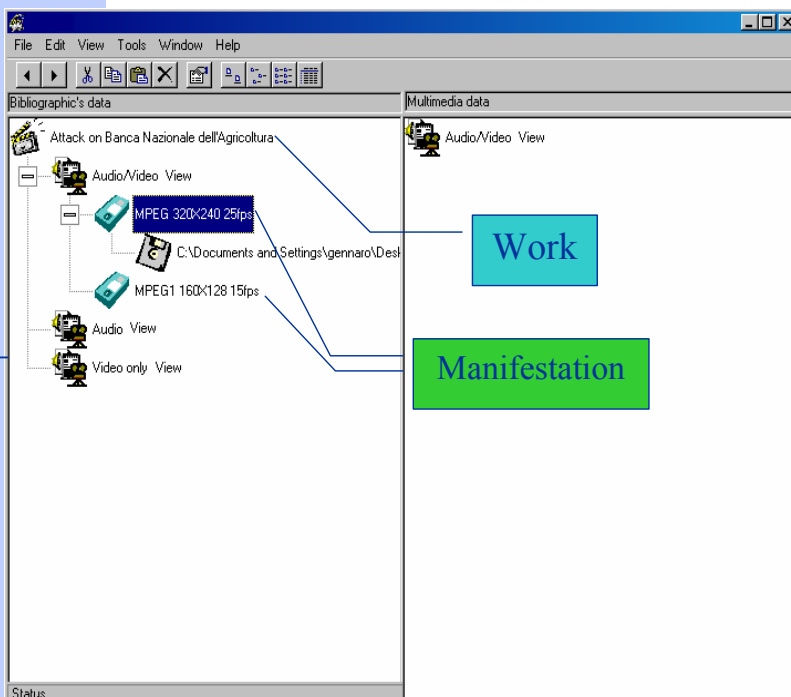 File Edit View Tools Window Help
Bibliographic's data
Attack on Banca Nazionale dell'Agricoltura
Audio/Video View
MPEG 320X240 25fps
C:\Documents and Settings\gennaro\Desk
MPEG1 160X128 15fps
Audio View
Video only View
Status
Multimedia data
Audio/Video View
Work
Manifestation